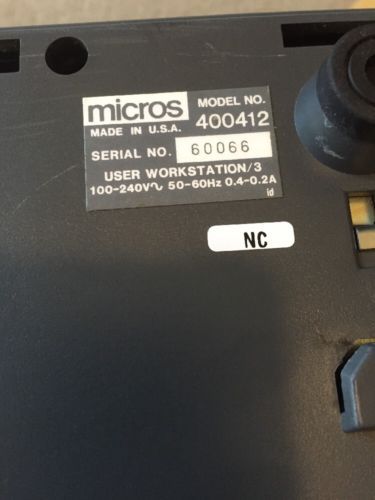 micros MODEL NO.
MADE IN U.S.A. 400412
SERIAL NO. 60066
USER WORKSTATION/3
100-240V∿ 50-60Hz 0.4-0.2A
id
NC